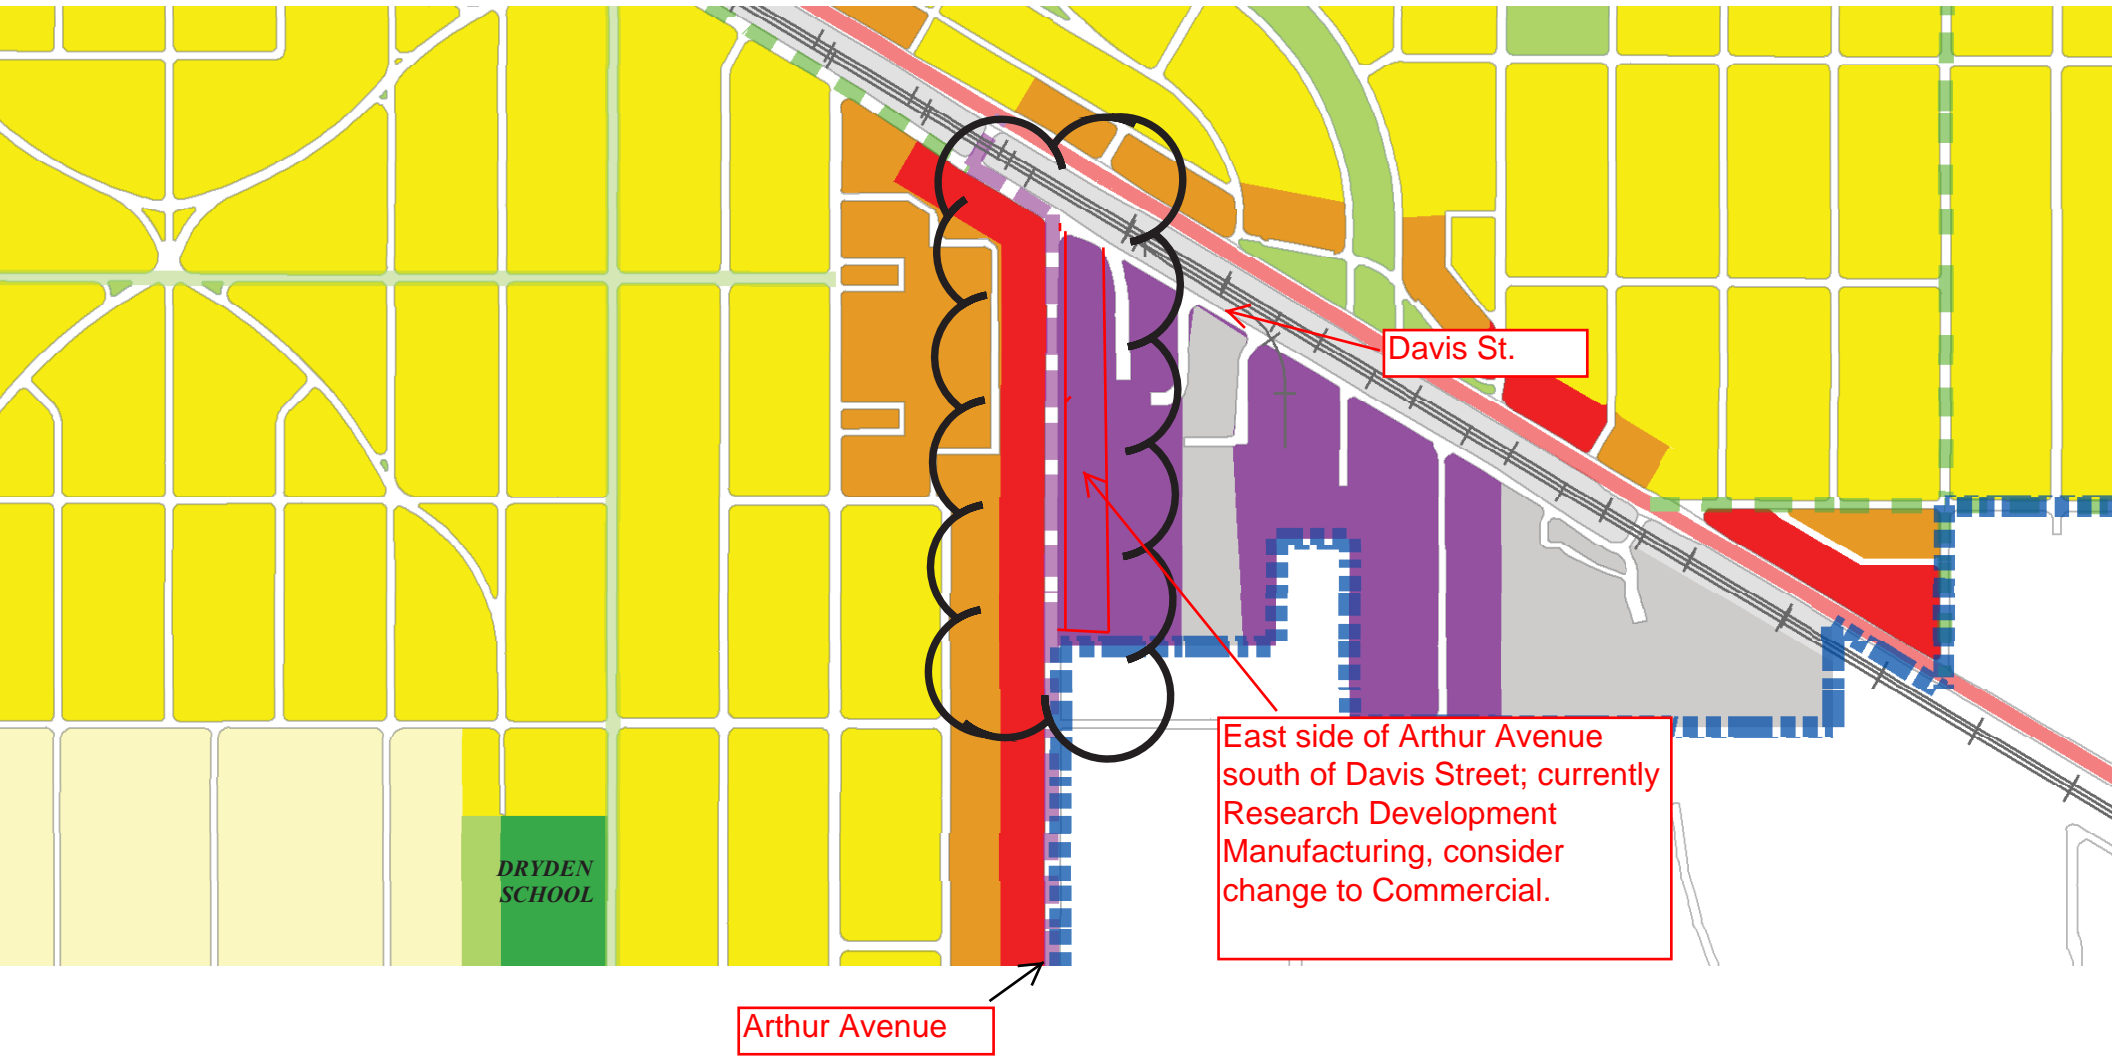 Davis St.
East side of Arthur Avenue
south of Davis Street; currently
Research Development
Manufacturing, consider
change to Commercial.
DRYDEN
SCHOOL
Arthur Avenue